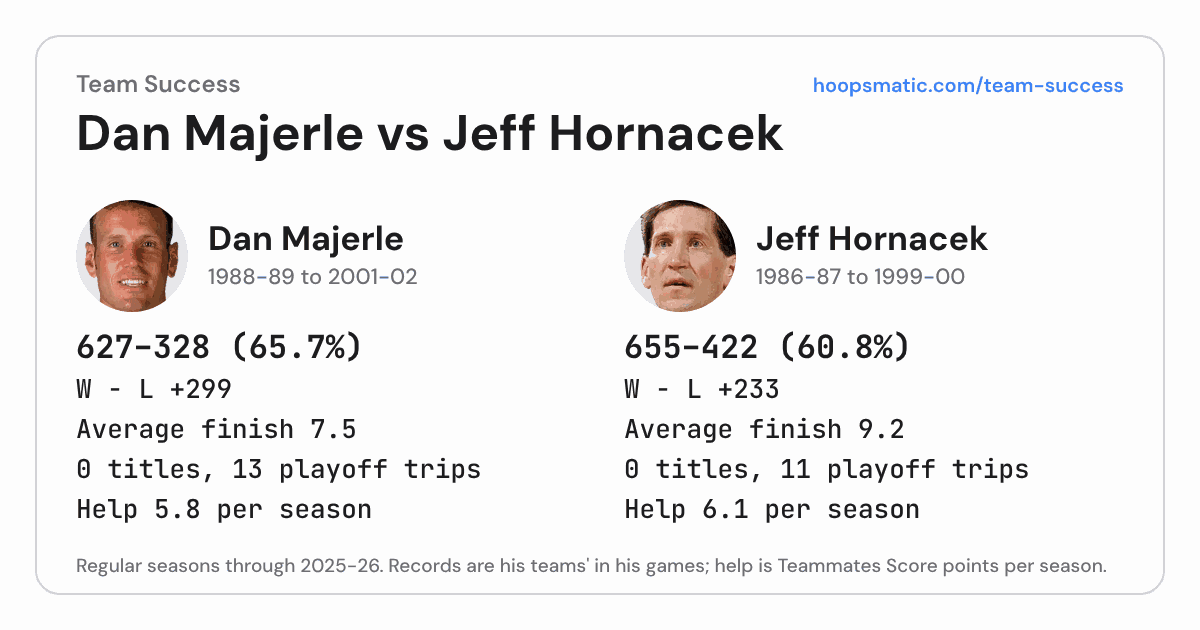 Team Success
hoopsmatic.com/team-success
Dan Majerle vs Jeff Hornacek
Dan Majerle
1988-89 to 2001-02
627-328 (65.7%)
W - L +299
Average finish 7.5
0 titles, 13 playoff trips
Help 5.8 per season
Jeff Hornacek
1986-87 to 1999-00
655-422 (60.8%)
W - L +233
Average finish 9.2
0 titles, 11 playoff trips
Help 6.1 per season
Regular seasons through 2025-26. Records are his teams' in his games; help is Teammates Score points per season.